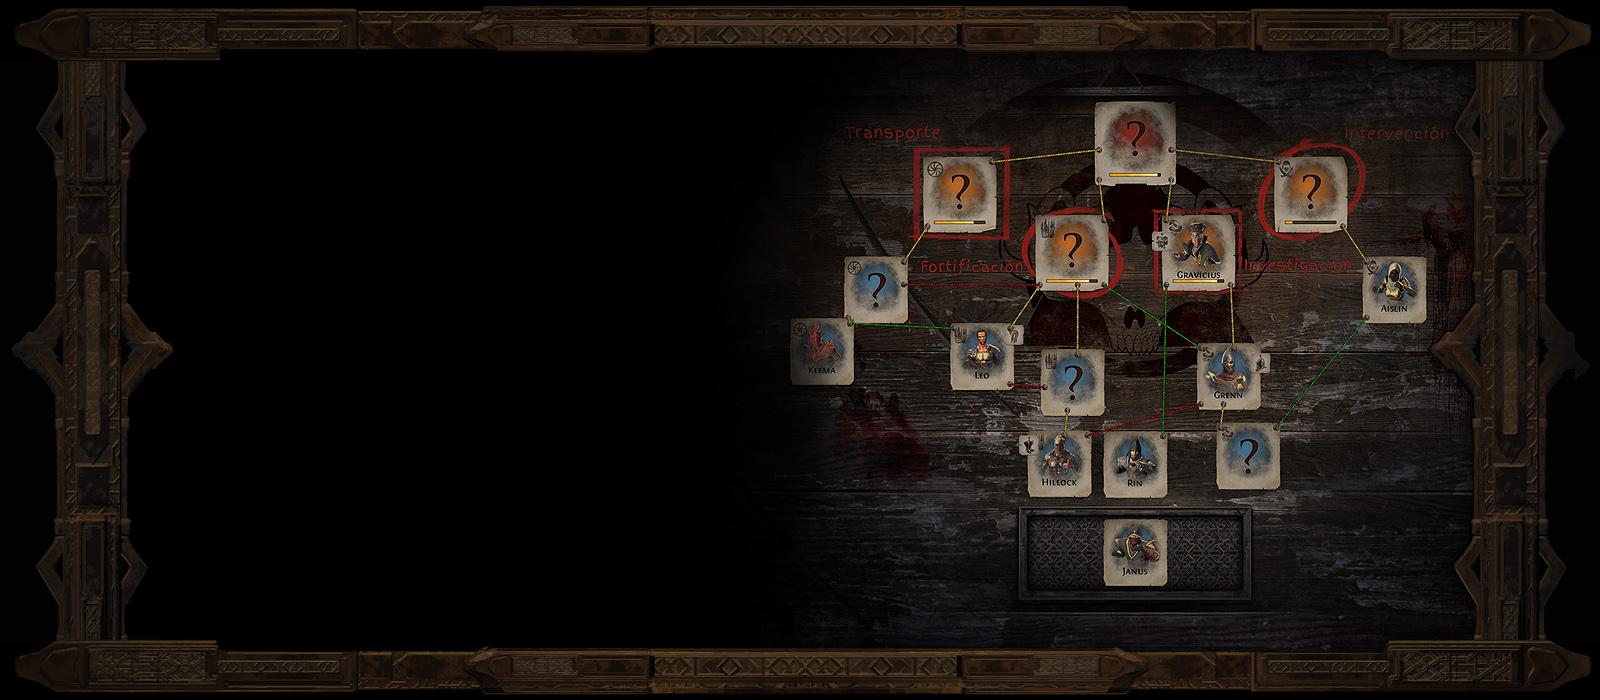 Transporte
Intervención
?
?
?
?
GRAVICIUS
Fortificación
Investigación
?
AISLIN
KEEMA
LEO
?
GRENN
HILLOCK
RIN
?
JANUS